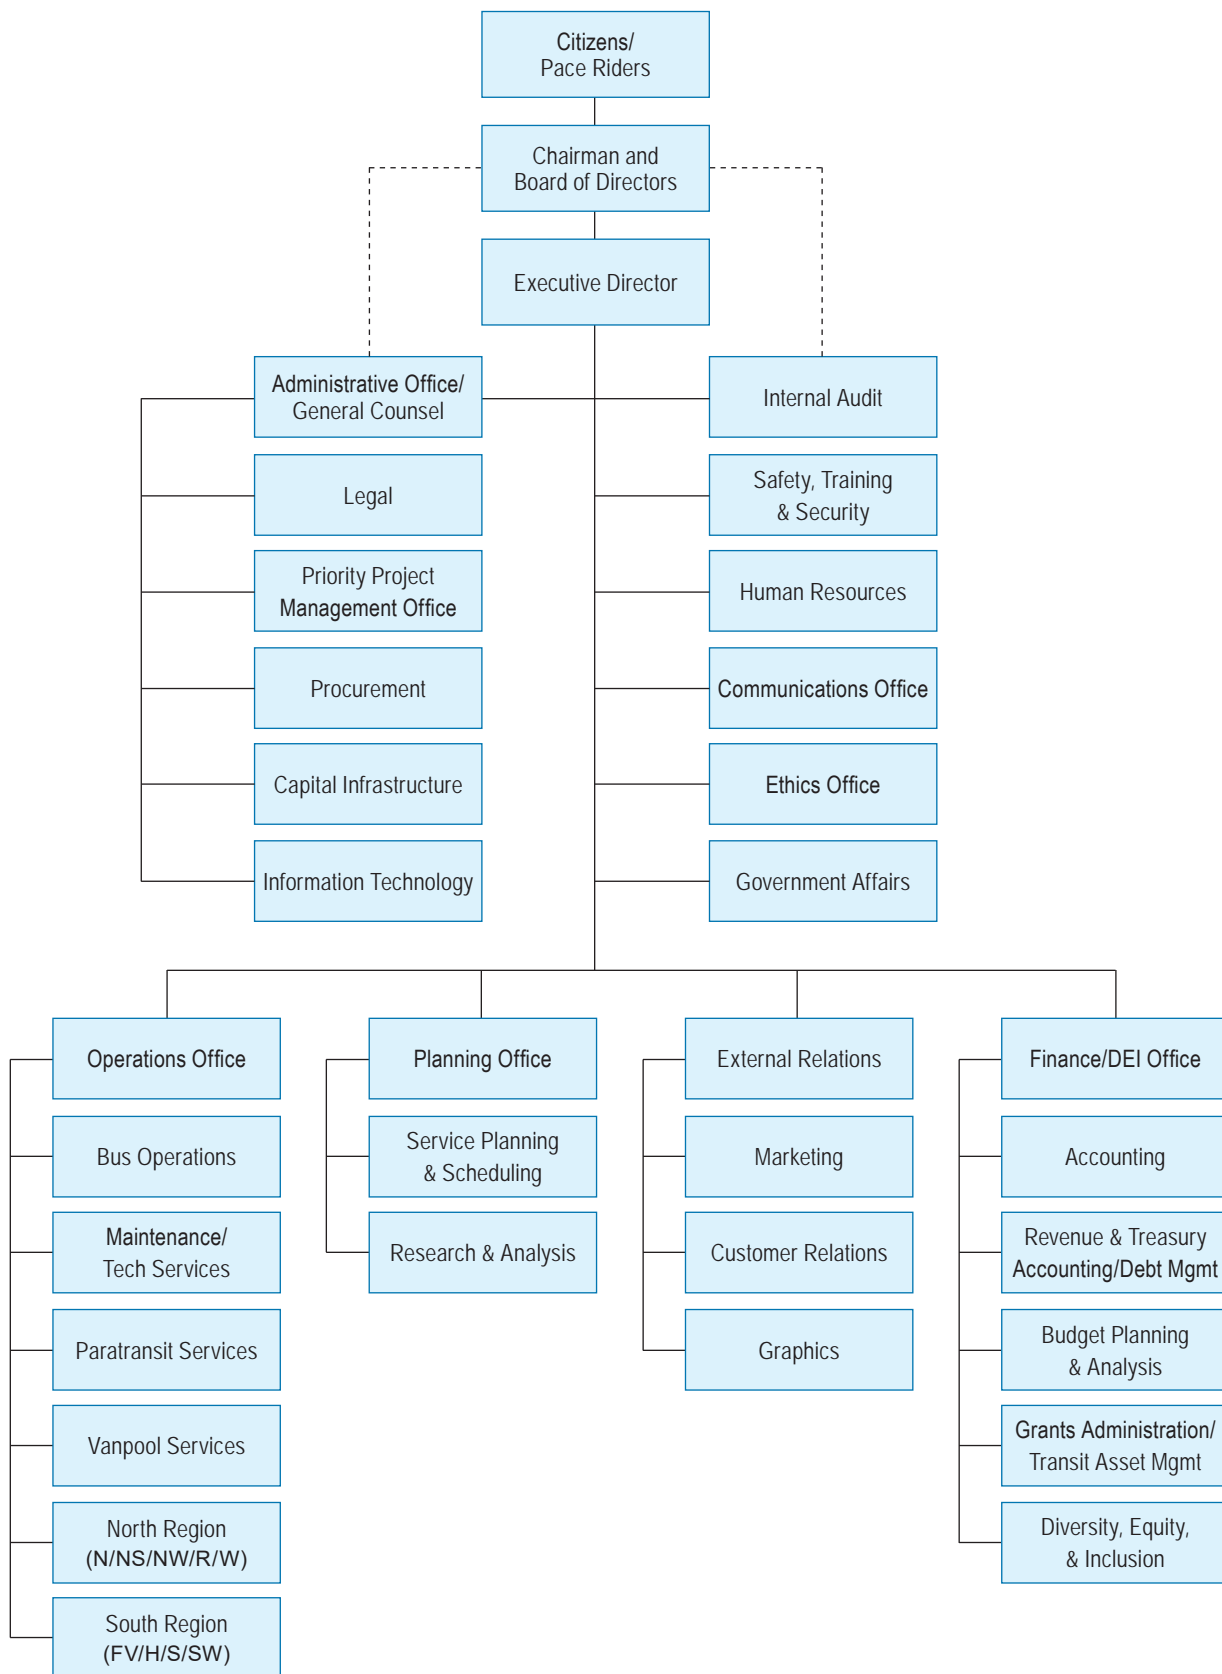 Citizens/
Pace Riders
Chairman and
Board of Directors
Executive Director
Administrative Office/
General Counsel
Internal Audit
Legal
Safety, Training
& Security
Priority Project
Management Office
Human Resources
Procurement
Communications Office
Capital Infrastructure
Ethics Office
Information Technology
Government Affairs
Operations Office
Planning Office
External Relations
Finance/DEI Office
Bus Operations
Service Planning
& Scheduling
Marketing
Accounting
Maintenance/
Tech Services
Research & Analysis
Customer Relations
Revenue & Treasury
Accounting/Debt Mgmt
Paratransit Services
Graphics
Budget Planning
& Analysis
Vanpool Services
Grants Administration/
Transit Asset Mgmt
North Region
(N/NS/NW/R/W)
Diversity, Equity,
& Inclusion
South Region
(FV/H/S/SW)